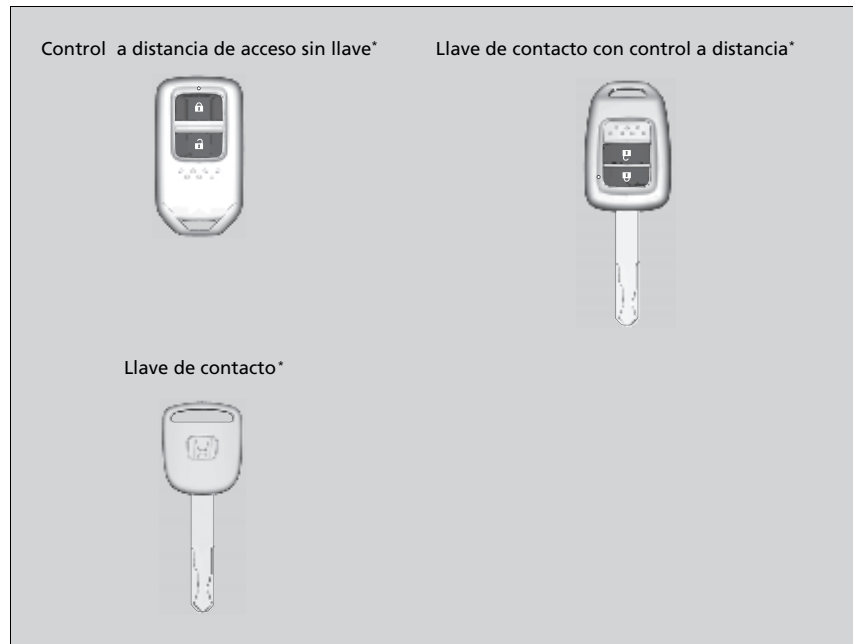 Control a distancia de acceso sin llave*
Llave de contacto con control a distancia*
Llave de contacto*